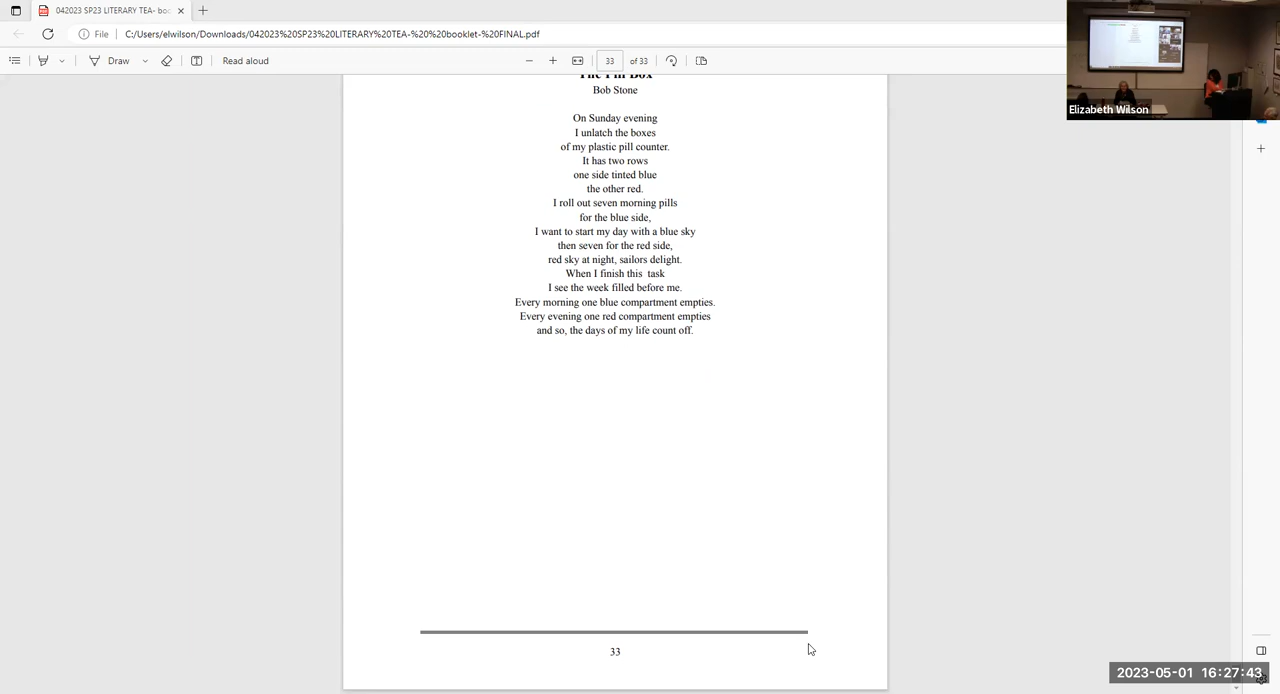 042023 SP23 LITERARY TEA- boo
File
C:/Users/elwilson/Downloads/042023%20SP23%20LITERARY%20TEA-%20%20booklet-%20FINAL.pdf
Draw
Read aloud
33
of 33
Elizabeth Wilson
The Pill Box
Bob Stone
On Sunday evening
I unlatch the boxes
of my plastic pill counter.
It has two rows
one side tinted blue
the other red.
I roll out seven morning pills
for the blue side,
I want to start my day with a blue sky
then seven for the red side,
red sky at night, sailors delight.
When I finish this  task
I see the week filled before me.
Every morning one blue compartment empties.
Every evening one red compartment empties
and so, the days of my life count off.
33
2023-05-01 16:27:43